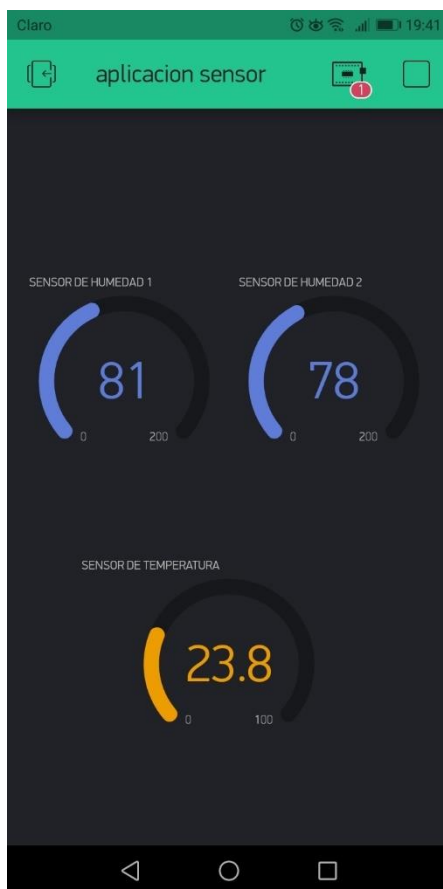 Claro 19:41
aplicacion sensor
1
SENSOR DE HUMEDAD 1 SENSOR DE HUMEDAD 2
81 78
0 200 0 200
SENSOR DE TEMPERATURA
23.8
0 100